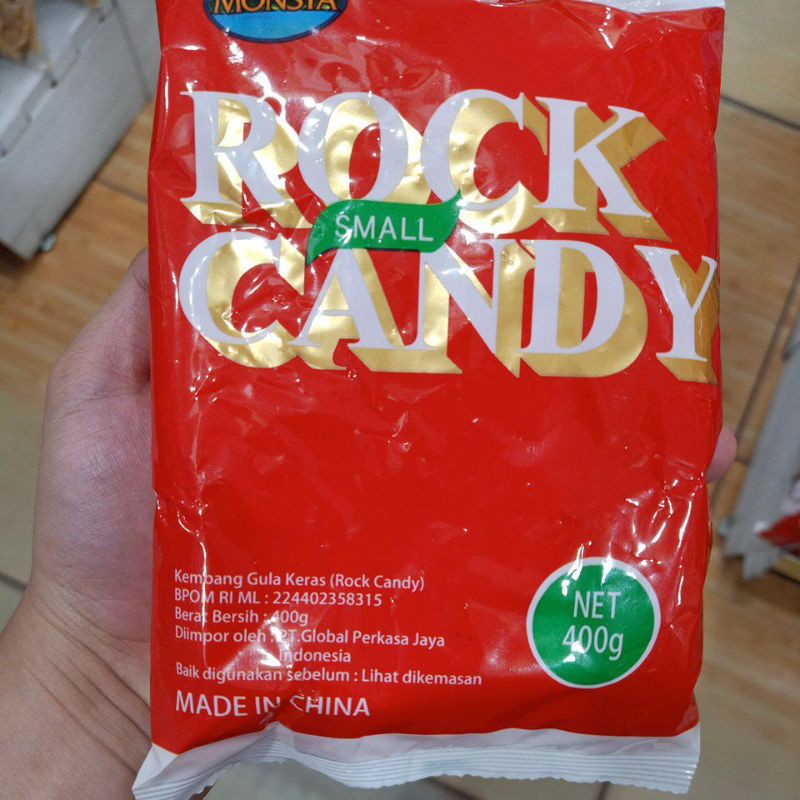 MONSTA
ROCK
SMALL
CANDY
Kembang Gula Keras (Rock Candy)
BPOM RI ML : 224402358315
Berat Bersih : 400g
Diimpor oleh : PT.Global Perkasa Jaya
Indonesia
Baik digunakan sebelum : Lihat dikemasan
MADE IN CHINA
NET
400g